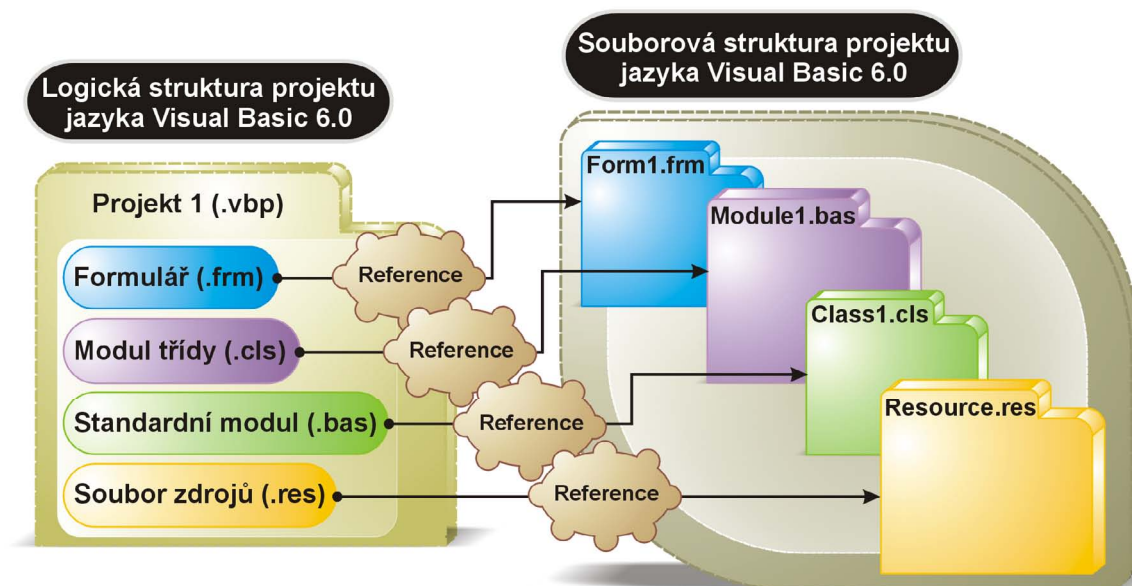 Logická struktura projektu
jazyka Visual Basic 6.0
Souborová struktura projektu
jazyka Visual Basic 6.0
Projekt 1 (.vbp)
Formulář (.frm)
Modul třídy (.cls)
Standardní modul (.bas)
Soubor zdrojů (.res)
Reference
Reference
Reference
Reference
Form1.frm
Module1.bas
Class1.cls
Resource.res